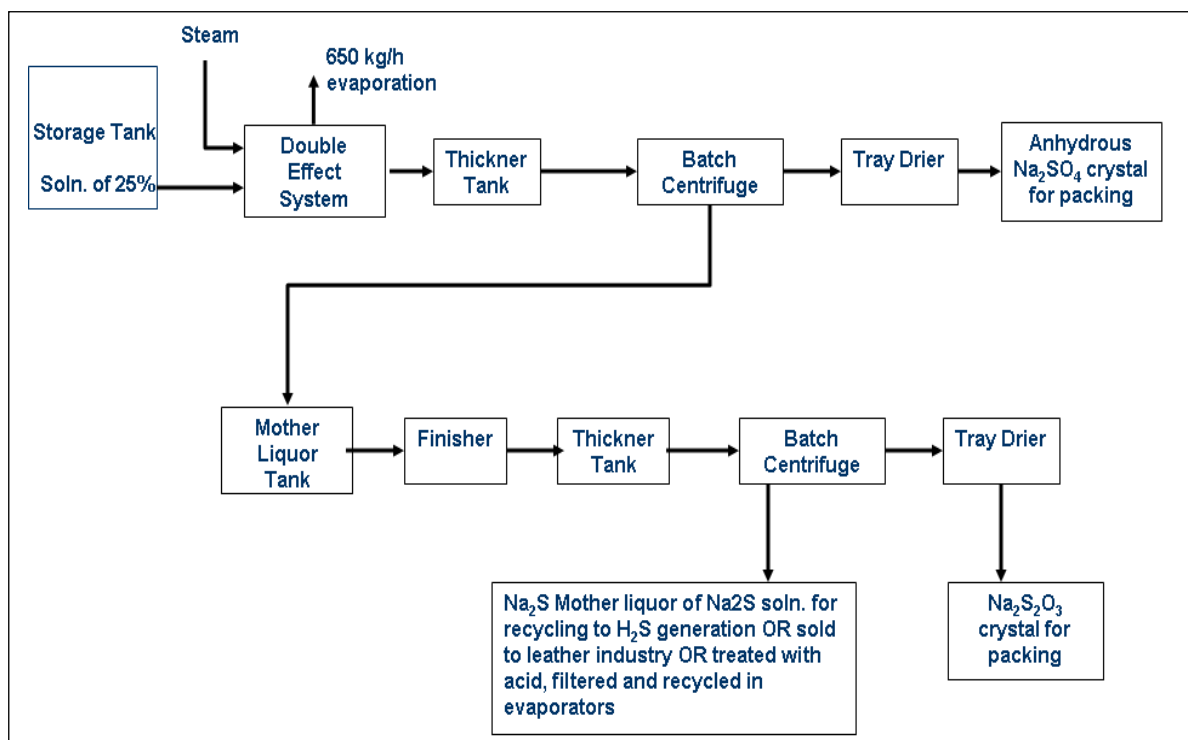 Steam
650 kg/h
evaporation
Storage Tank
Soln. of 25%
Double
Effect
System
Thickner
Tank
Batch
Centrifuge
Tray Drier
Anhydrous
Na₂SO₄ crystal
for packing
Mother
Liquor
Tank
Finisher
Thickner
Tank
Batch
Centrifuge
Tray Drier
Na₂S Mother liquor of Na2S soln. for
recycling to H₂S generation OR sold
to leather industry OR treated with
acid, filtered and recycled in
evaporators
Na₂S₂O₃
crystal for
packing